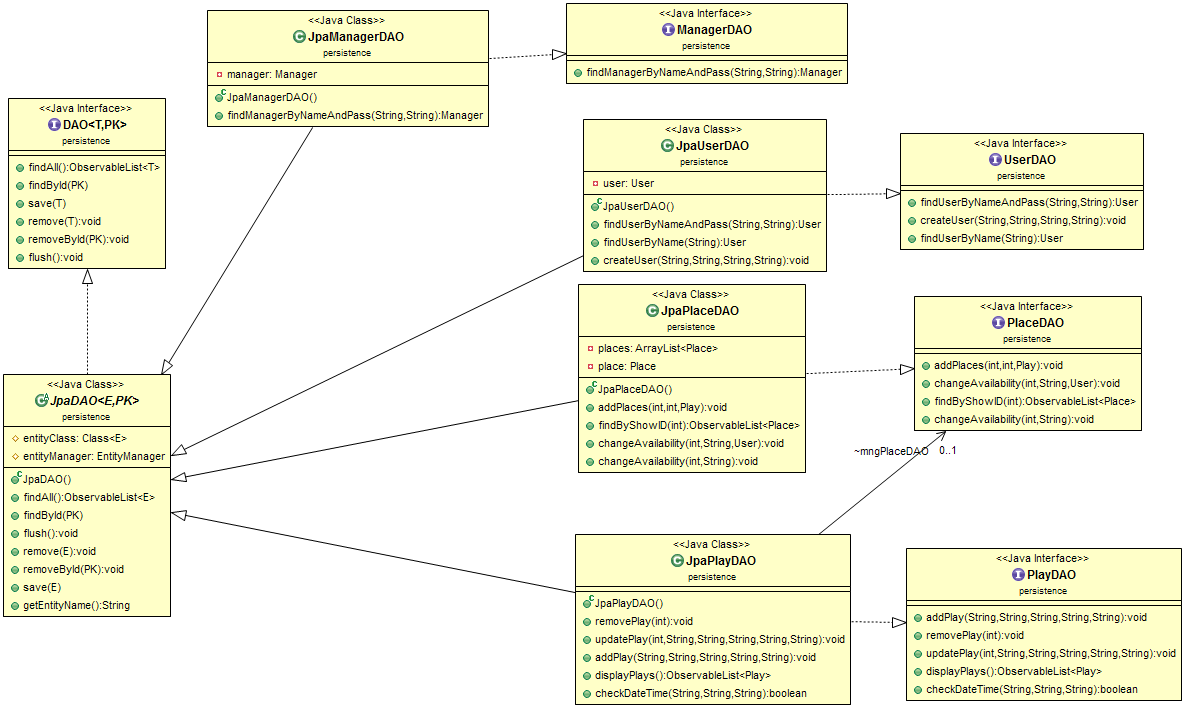 <<Java Class>>
JpaManagerDAO
persistence
manager: Manager
JpaManagerDAO()
findManagerByNameAndPass(String,String):Manager
<<Java Interface>>
ManagerDAO
persistence
findManagerByNameAndPass(String,String):Manager
<<Java Interface>>
DAO<T,PK>
persistence
findAll():ObservableList<T>
findById(PK)
save(T)
remove(T):void
removeById(PK):void
flush():void
<<Java Class>>
JpaUserDAO
persistence
user: User
JpaUserDAO()
findUserByNameAndPass(String,String):User
findUserByName(String):User
createUser(String,String,String,String):void
<<Java Interface>>
UserDAO
persistence
findUserByNameAndPass(String,String):User
createUser(String,String,String,String):void
findUserByName(String):User
<<Java Class>>
JpaPlaceDAO
persistence
places: ArrayList<Place>
place: Place
JpaPlaceDAO()
addPlaces(int,int,Play):void
findByShowID(int):ObservableList<Place>
changeAvailability(int,String,User):void
changeAvailability(int,String):void
<<Java Interface>>
PlaceDAO
persistence
addPlaces(int,int,Play):void
changeAvailability(int,String,User):void
findByShowID(int):ObservableList<Place>
changeAvailability(int,String):void
<<Java Class>>
JpaDAO<E,PK>
persistence
entityClass: Class<E>
entityManager: EntityManager
JpaDAO()
findAll():ObservableList<E>
findById(PK)
flush():void
remove(E):void
removeById(PK):void
save(E)
getEntityName():String
~mngPlaceDAO 0..1
<<Java Class>>
JpaPlayDAO
persistence
JpaPlayDAO()
removePlay(int):void
updatePlay(int,String,String,String,String,String):void
addPlay(String,String,String,String,String):void
displayPlays():ObservableList<Play>
checkDateTime(String,String,String):boolean
<<Java Interface>>
PlayDAO
persistence
addPlay(String,String,String,String,String):void
removePlay(int):void
updatePlay(int,String,String,String,String,String):void
displayPlays():ObservableList<Play>
checkDateTime(String,String,String):boolean